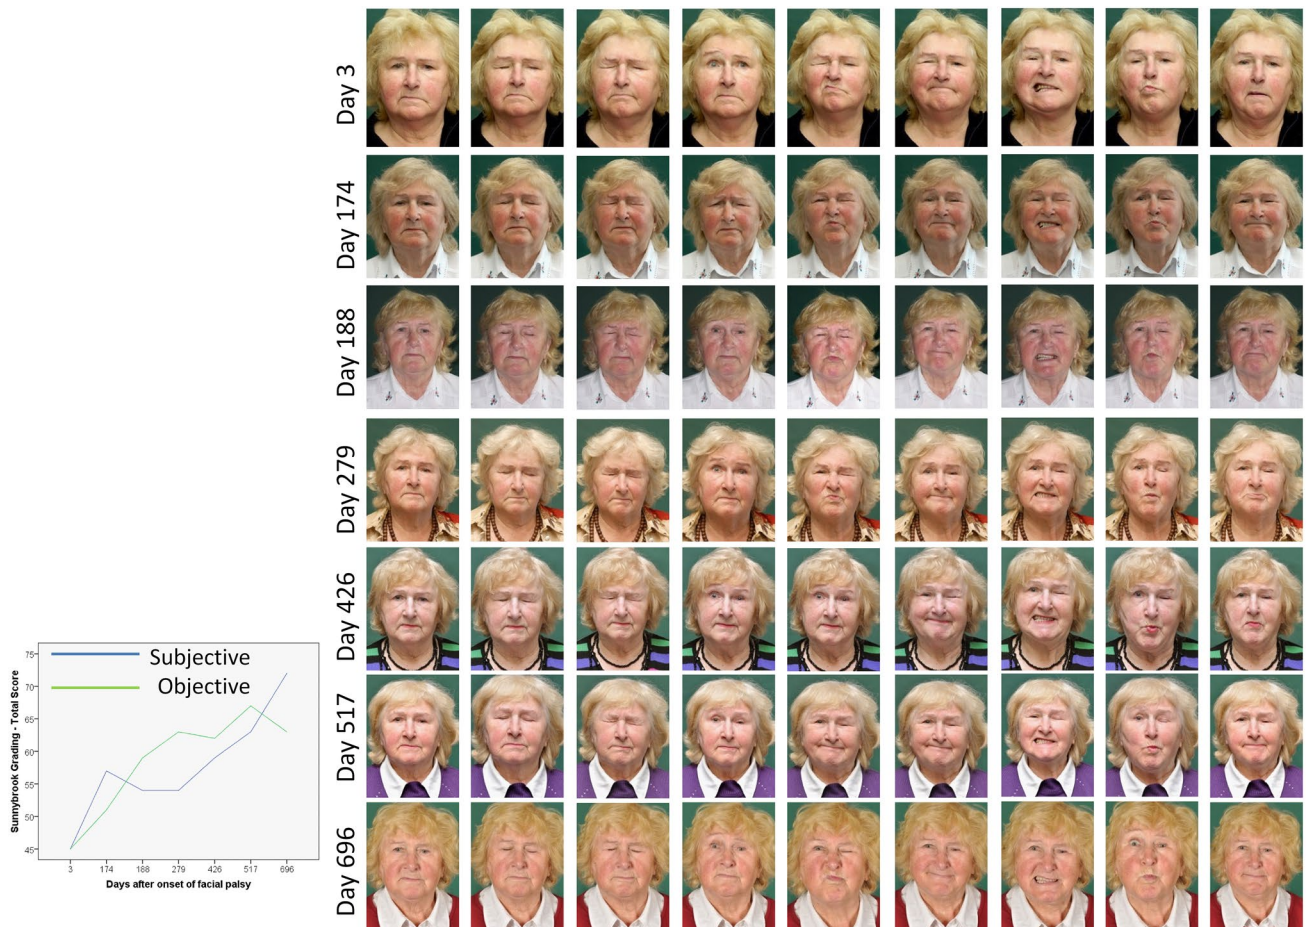 Day 3
Day 174
Day 188
Day 279
Day 426
Day 517
Day 696
Subjective
Objective
Sunnybrook Grading - Total Score
75
70
65
60
55
50
45
3 174 188 279 426 517 696
Days after onset of facial palsy